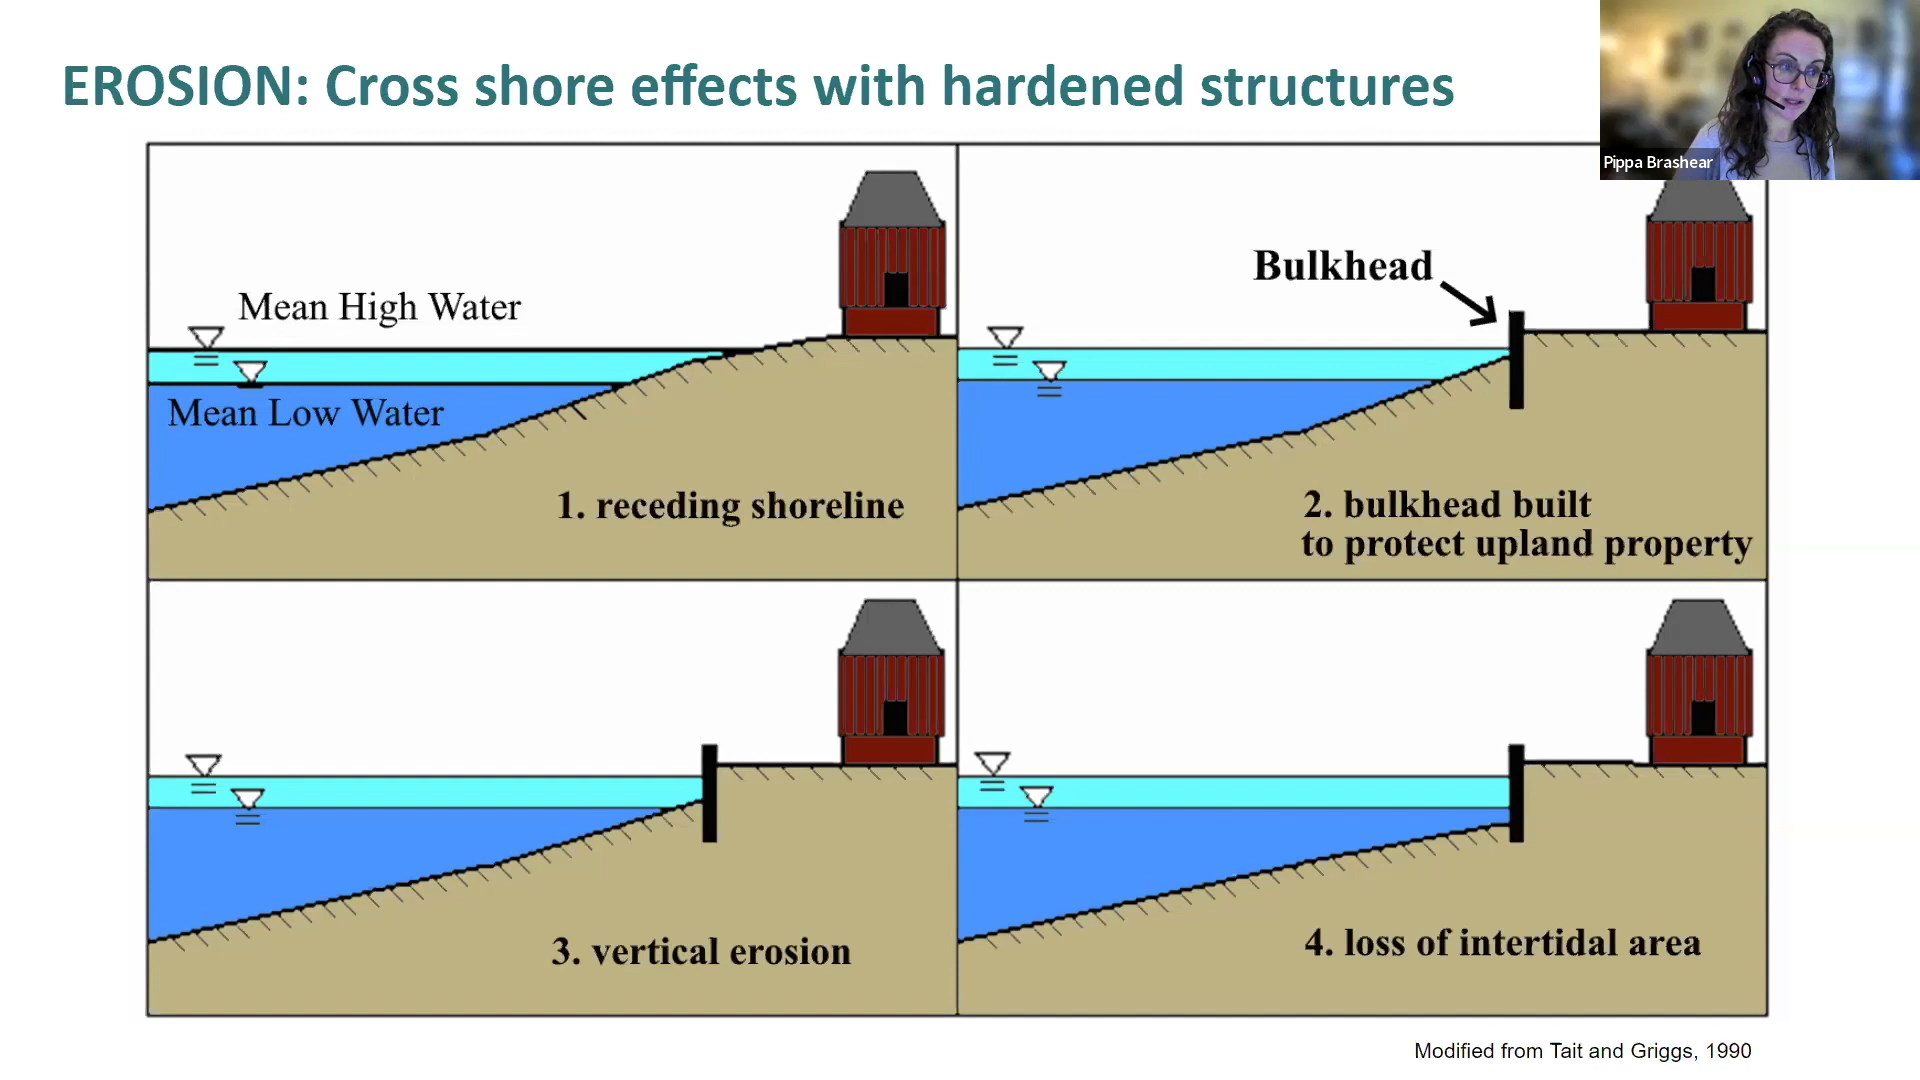 EROSION: Cross shore effects with hardened structures
Pippa Brashear
Mean High Water
Mean Low Water
1. receding shoreline
Bulkhead
2. bulkhead built
to protect upland property
3. vertical erosion
4. loss of intertidal area
Modified from Tait and Griggs, 1990